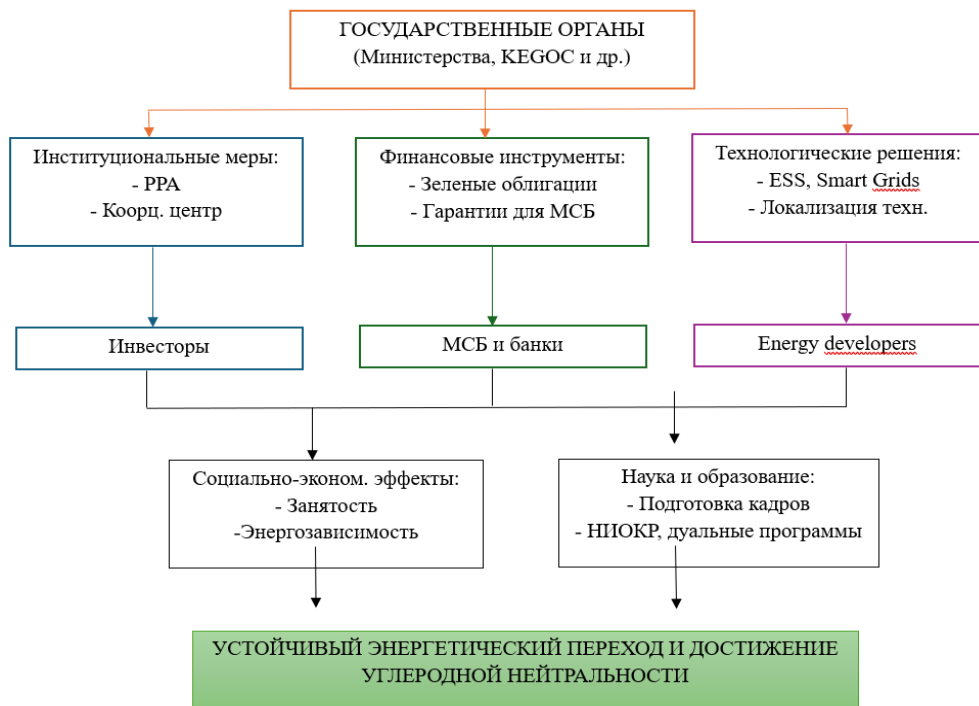 ГОСУДАРСТВЕННЫЕ ОРГАНЫ
(Министерства, KEGOC и др.)
Институциональные меры:
- PPA
- Коорц. центр
Финансовые инструменты:
- Зеленые облигации
- Гарантии для МСБ
Технологические решения:
- ESS, Smart Grids
- Локализация техн.
Инвесторы
МСБ и банки
Energy developers
Социально-эконом. эффекты:
- Занятость
-Энергозависимость
Наука и образование:
- Подготовка кадров
- НИОКР, дуальные программы
УСТОЙЧИВЫЙ ЭНЕРГЕТИЧЕСКИЙ ПЕРЕХОД И ДОСТИЖЕНИЕ
УГЛЕРОДНОЙ НЕЙТРАЛЬНОСТИ